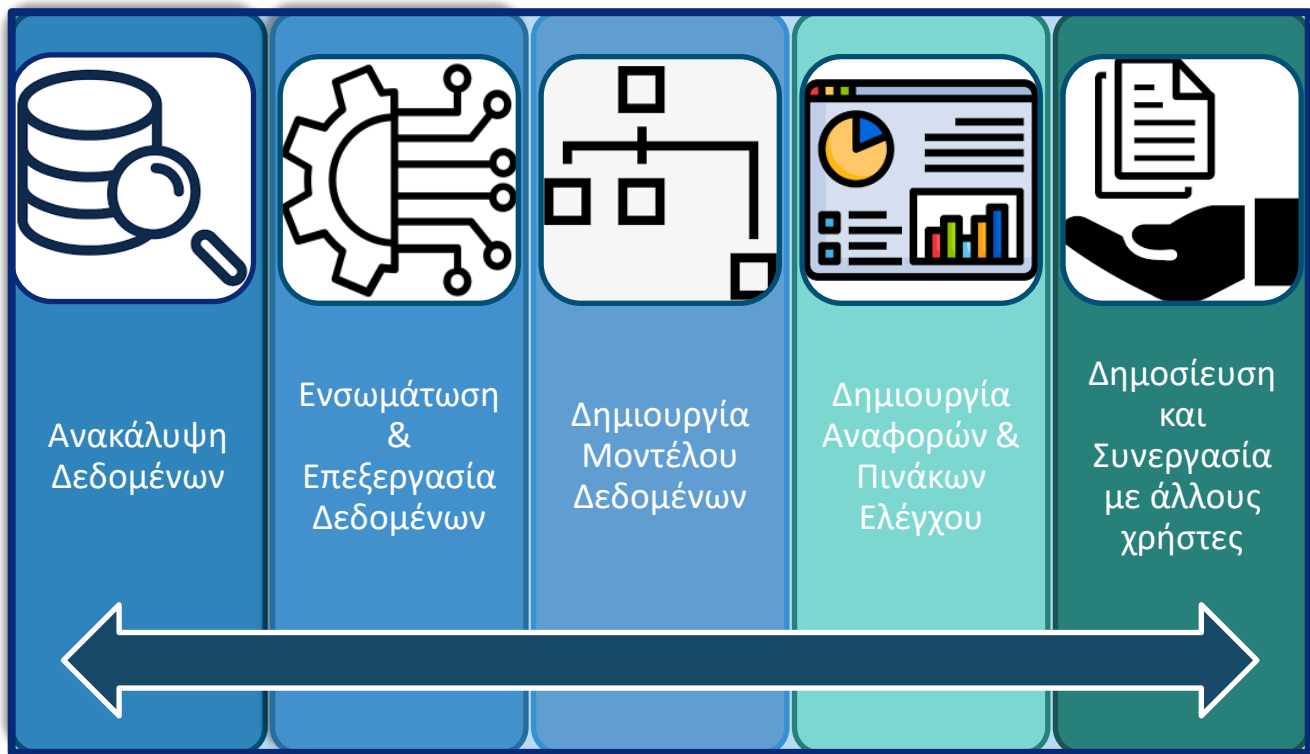 Ανακάλυψη
Δεδομένων
Ενσωμάτωση
&
Επεξεργασία
Δεδομένων
Δημιουργία
Μοντέλου
Δεδομένων
Δημιουργία
Αναφορών &
Πινάκων
Ελέγχου
Δημοσίευση
και
Συνεργασία
με άλλους
χρήστες